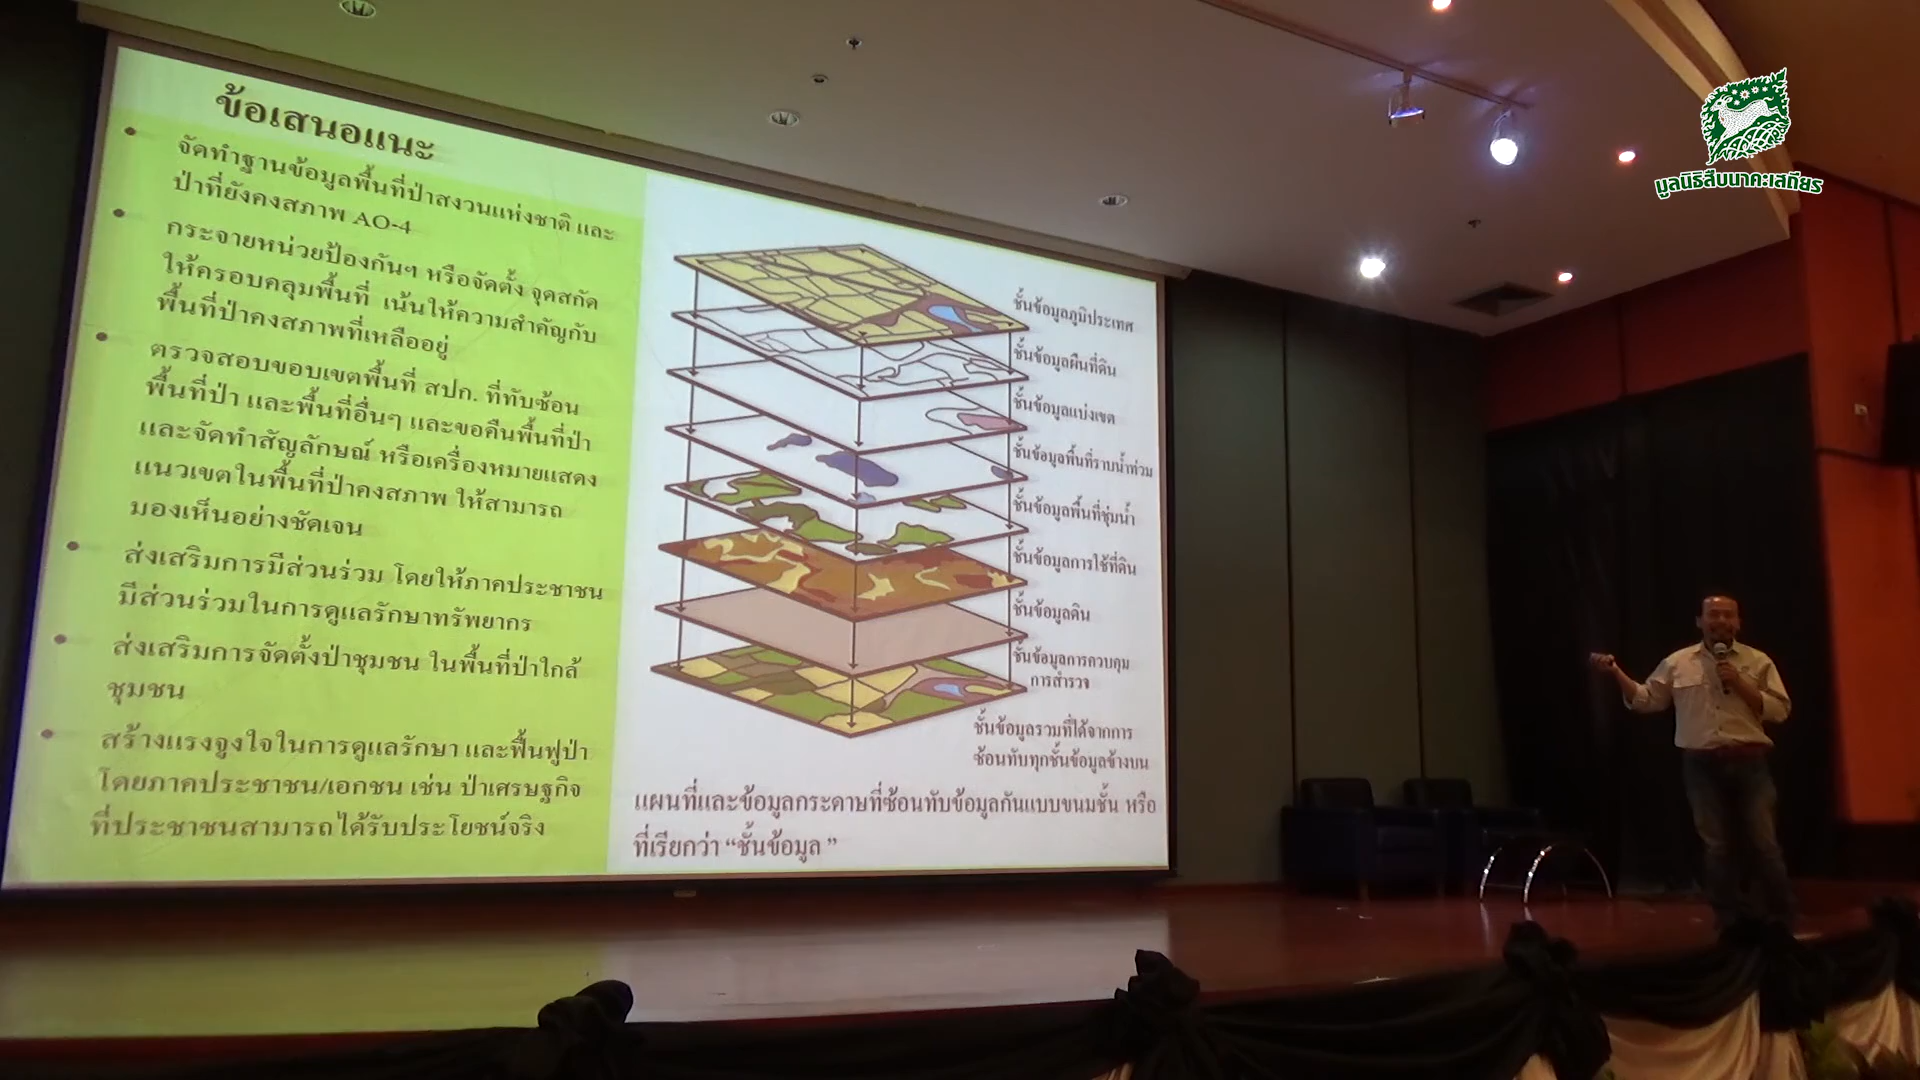 ข้อเสนอแนะ
• จัดทำฐานข้อมูลพื้นที่ป่าสงวนแห่งชาติ และ
ป่าที่ยังคงสภาพ AO-4
• กระจายหน่วยป้องกันฯ หรือจัดตั้ง จุดสกัด
ให้ครอบคลุมพื้นที่ เน้นให้ความสำคัญกับ
พื้นที่ป่าคงสภาพที่เหลืออยู่
• ตรวจสอบขอบเขตพื้นที่ สปก. ที่ทับซ้อน
พื้นที่ป่า และพื้นที่อื่นๆ และขอคืนพื้นที่ป่า
และจัดทำสัญลักษณ์ หรือเครื่องหมายแสดง
แนวเขตในพื้นที่ป่าคงสภาพ ให้สามารถ
มองเห็นอย่างชัดเจน
• ส่งเสริมการมีส่วนร่วม โดยให้ภาคประชาชน
มีส่วนร่วมในการดูแลรักษาทรัพยากร
• ส่งเสริมการจัดตั้งป่าชุมชน ในพื้นที่ป่าใกล้
ชุมชน
• สร้างแรงจูงใจในการดูแลรักษา และฟื้นฟูป่า
โดยภาคประชาชน/เอกชน เช่น ป่าเศรษฐกิจ
ที่ประชาชนสามารถได้รับประโยชน์จริง
ชั้นข้อมูลภูมิประเทศ
ชั้นข้อมูลผืนที่ดิน
ชั้นข้อมูลแบ่งเขต
ชั้นข้อมูลพื้นที่ราบน้ำท่วม
ชั้นข้อมูลพื้นที่ชุ่มน้ำ
ชั้นข้อมูลการใช้ที่ดิน
ชั้นข้อมูลดิน
ชั้นข้อมูลการควบคุม
การสำรวจ
ชั้นข้อมูลรวมที่ได้จากการ
ซ้อนทับทุกชั้นข้อมูลข้างบน
แผนที่และข้อมูลกระดาษที่ซ้อนทับข้อมูลกันแบบขนมชั้น หรือ
ที่เรียกว่า “ชั้นข้อมูล ”
มูลนิธิสืบนาคะเสถียร